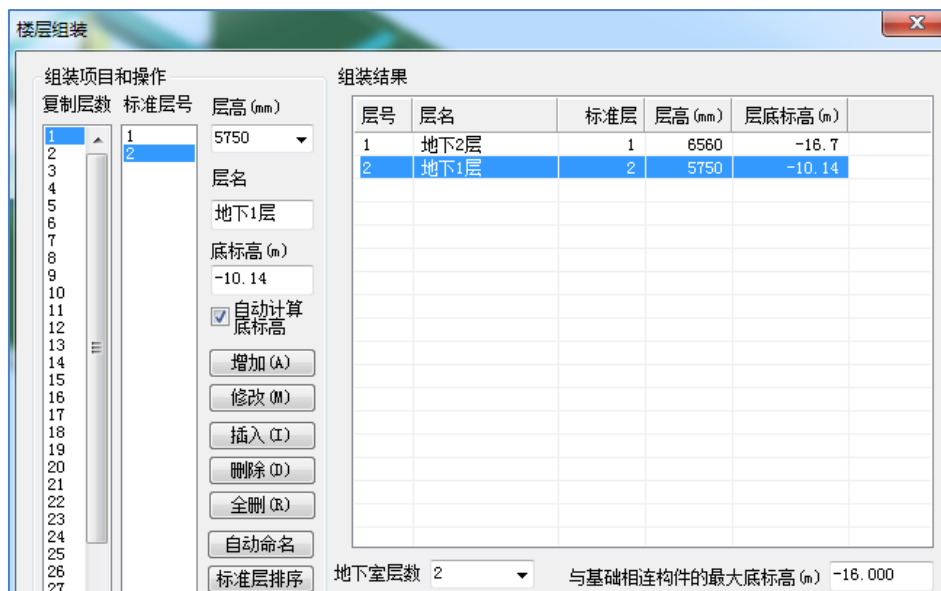 楼层组装
组装项目和操作
复制层数 标准层号 层高(mm)
1
2
3
4
5
6
7
8
9
10
11
12
13
14
15
16
17
18
19
20
21
22
23
24
25
26
27
1
2
5750
层名
地下1层
底标高(m)
-10.14
自动计算
底标高
增加(A)
修改(M)
插入(I)
删除(D)
全删(R)
自动命名
标准层排序
组装结果
层号 层名 标准层 层高(mm) 层底标高(m)
1 地下2层 1 6560 -16.7
2 地下1层 2 5750 -10.14
地下室层数 2 与基础相连构件的最大底标高(m) -16.000